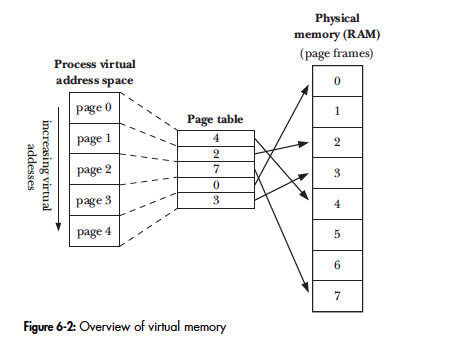 Physical
memory (RAM)
(page frames)
Process virtual
address space
increasing virtual
addesses
page 0
page 1
page 2
page 3
page 4
Page table
4
2
7
0
3
0
1
2
3
4
5
6
7
Figure 6-2: Overview of virtual memory